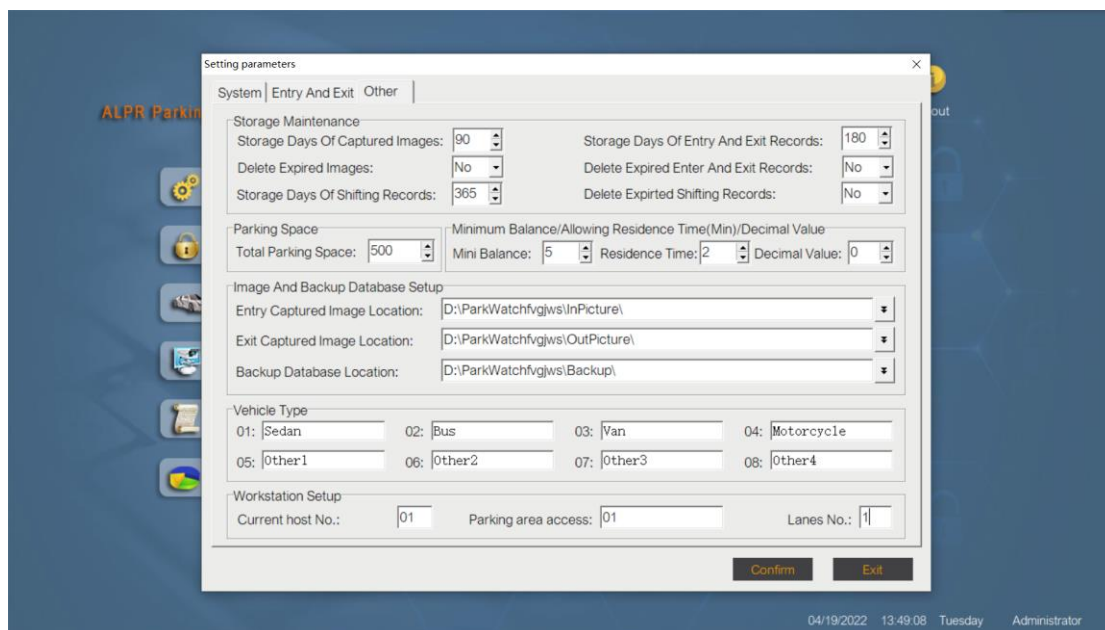 Setting parameters
System Entry And Exit Other
ALPR Parkin
out
Storage Maintenance
Storage Days Of Captured Images: 90 Storage Days Of Entry And Exit Records: 180
Delete Expired Images: No Delete Expired Enter And Exit Records: No
Storage Days Of Shifting Records: 365 Delete Expirted Shifting Records: No
Parking Space Minimum Balance/Allowing Residence Time(Min)/Decimal Value
Total Parking Space: 500 Mini Balance: 5 Residence Time: 2 Decimal Value: 0
Image And Backup Database Setup
Entry Captured Image Location: D:\ParkWatchfvgjws\InPicture\
Exit Captured Image Location: D:\ParkWatchfvgjws\OutPicture\
Backup Database Location: D:\ParkWatchfvgjws\Backup\
Vehicle Type
01: Sedan 02: Bus 03: Van 04: Motorcycle
05: Other1 06: Other2 07: Other3 08: Other4
Workstation Setup
Current host No.: 01 Parking area access: 01 Lanes No.: 1
Confirm Exit
04/19/2022 13:49:08 Tuesday Administrator